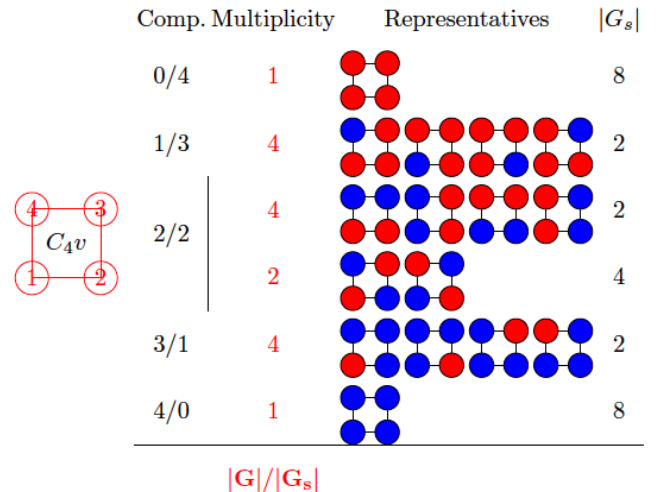 Comp. Multiplicity Representatives |G_s|
0/4 1 8
1/3 4 2
4 2
2/2
2 4
3/1 4 2
4/0 1 8
4 3
C_4v
1 2
|G|/|G_s|